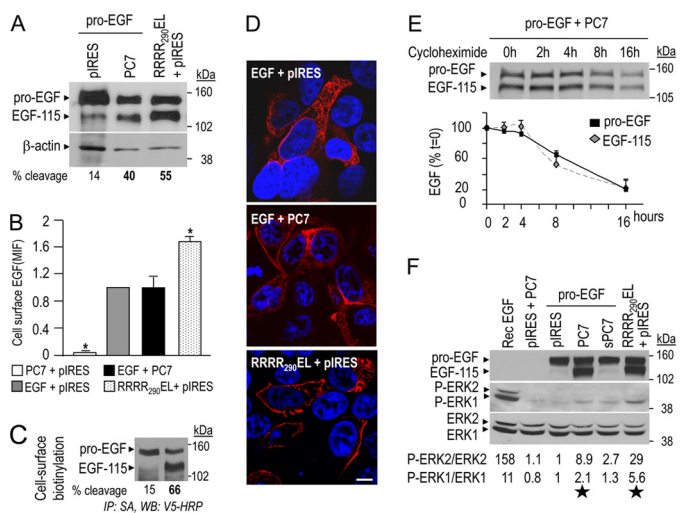 A
pro-EGF
pIRES
PC7
RRRR290EL
+ pIRES
kDa
pro-EGF
160
EGF-115
102
β-actin
38
% cleavage 14 40 55
B
Cell surface EGF(MIF)
2
1.6
1.2
0.8
0.4
0
*
*
PC7 + pIRES
EGF + PC7
EGF + pIRES
RRRR290EL+ pIRES
C
Cell-surface
biotinylation
kDa
pro-EGF
160
EGF-115
102
% cleavage 15 66
IP: SA, WB: V5-HRP
D
EGF + pIRES
EGF + PC7
RRRR290EL + pIRES
E
pro-EGF + PC7
Cycloheximide 0h 2h 4h 8h 16h kDa
pro-EGF
160
EGF-115
105
EGF (% t=0)
100
80
60
40
20
0
pro-EGF
EGF-115
0 2 4 8 16 hours
F
pro-EGF
Rec EGF
pIRES + PC7
pIRES
PC7
sPC7
RRRR290EL
+ pIRES
kDa
pro-EGF
160
EGF-115
102
P-ERK2
P-ERK1
38
ERK2
ERK1
38
P-ERK2/ERK2 158 1.1 1 8.9 2.7 29
P-ERK1/ERK1 11 0.8 1 2.1 1.3 5.6
★ ★